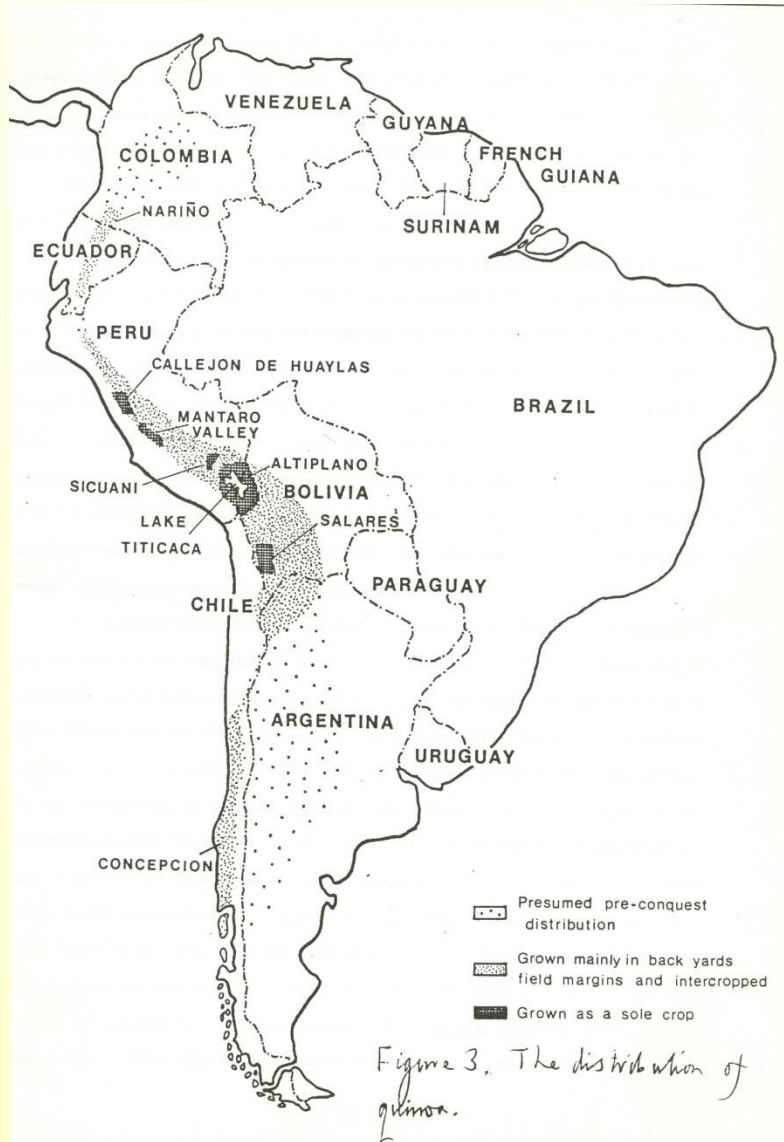 VENEZUELA
GUYANA
COLOMBIA
FRENCH
GUIANA
NARIÑO
SURINAM
ECUADOR
PERU
CALLEJON DE HUAYLAS
BRAZIL
MANTARO
VALLEY
SICUANI
ALTIPLANO
BOLIVIA
LAKE
TITICACA
SALARES
PARAGUAY
CHILE
ARGENTINA
URUGUAY
CONCEPCION
Presumed pre-conquest
distribution
Grown mainly in back yards
field margins and intercropped
Grown as a sole crop
Figure 3. The distribution of
quinoa.